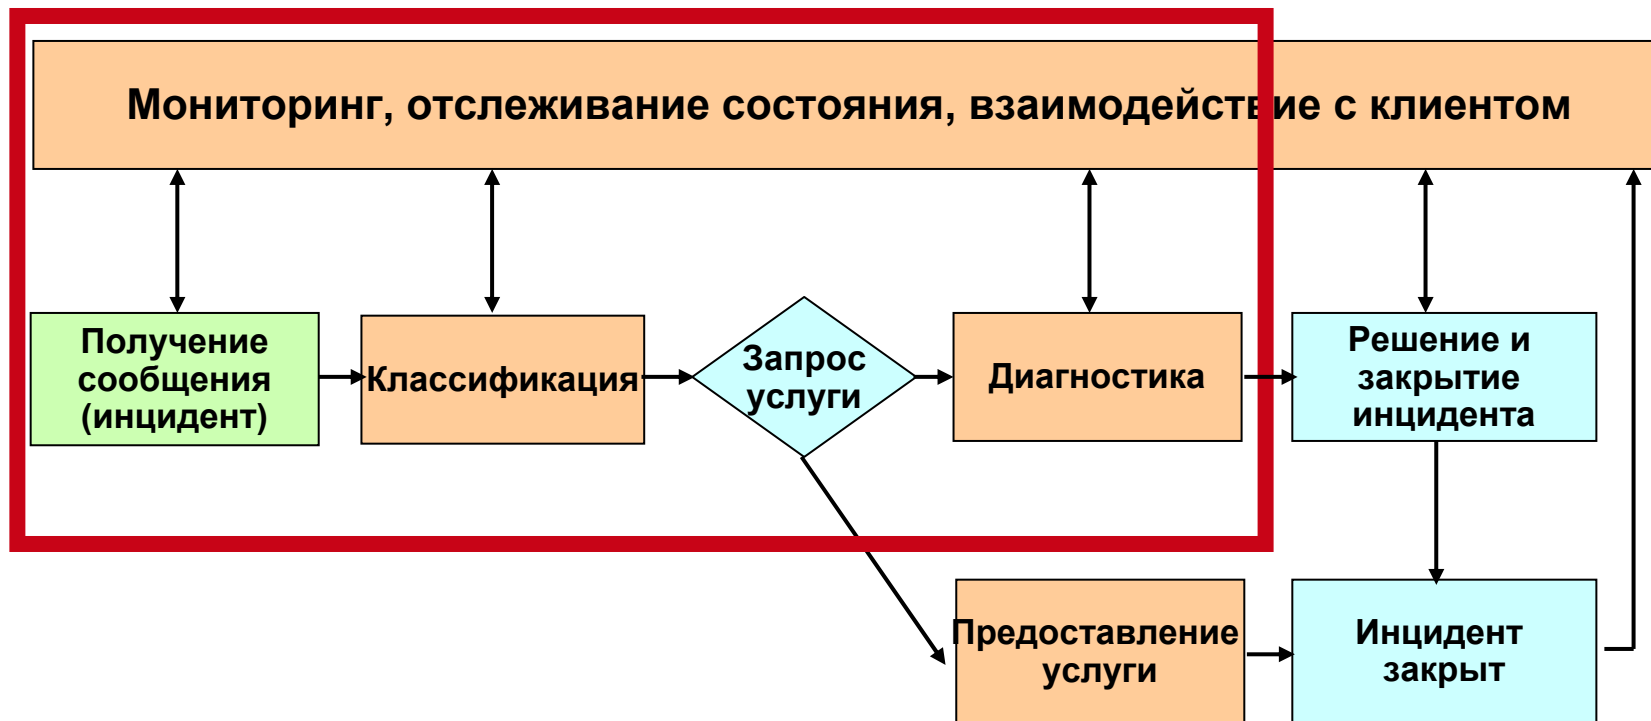 Мониторинг, отслеживание состояния, взаимодействие с клиентом
Получение
сообщения
(инцидент)
Классификация
Запрос
услуги
Диагностика
Решение и
закрытие
инцидента
Предоставление
услуги
Инцидент
закрыт